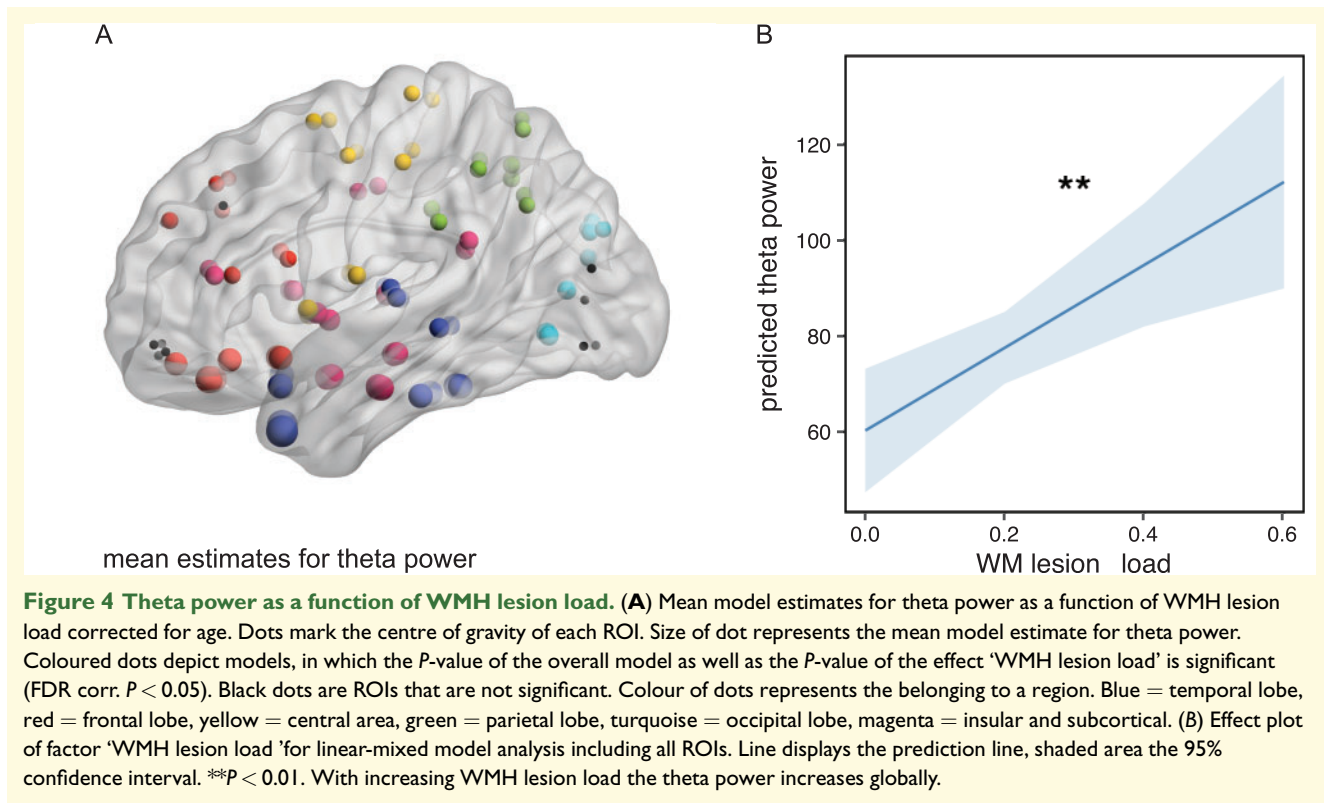 A
B
mean estimates for theta power
predicted theta power
120
100
80
60
**
0.0 0.2 0.4 0.6
WM lesion load
Figure 4 Theta power as a function of WMH lesion load. (A) Mean model estimates for theta power as a function of WMH lesion
load corrected for age. Dots mark the centre of gravity of each ROI. Size of dot represents the mean model estimate for theta power.
Coloured dots depict models, in which the P-value of the overall model as well as the P-value of the effect ‘WMH lesion load’ is significant
(FDR corr. P < 0.05). Black dots are ROIs that are not significant. Colour of dots represents the belonging to a region. Blue = temporal lobe,
red = frontal lobe, yellow = central area, green = parietal lobe, turquoise = occipital lobe, magenta = insular and subcortical. (B) Effect plot
of factor ‘WMH lesion load ’for linear-mixed model analysis including all ROIs. Line displays the prediction line, shaded area the 95%
confidence interval. **P < 0.01. With increasing WMH lesion load the theta power increases globally.